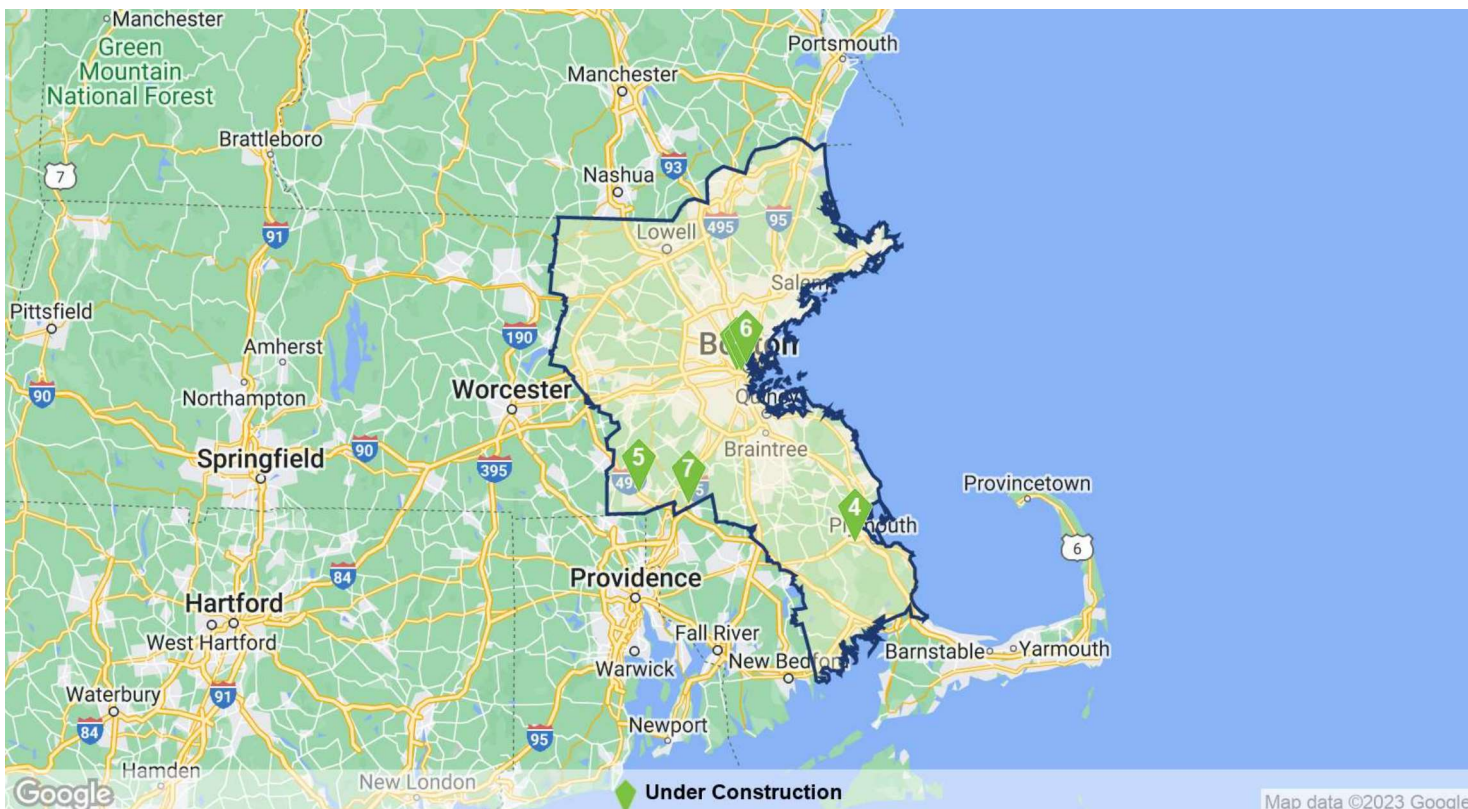 Manchester
Green
Mountain
National Forest
Portsmouth
Manchester
Brattleboro
93
7
Nashua
91
495
95
Lowell
Salem
Pittsfield
190
6
Amherst
Boston
90
Northampton
Worcester
Quincy
Braintree
90
5
7
Springfield
395
495
95
Provincetown
4
Plymouth
6
84
Providence
Hartford
West Hartford
Fall River
Warwick
New Bedford
Barnstable
Yarmouth
91
Waterbury
84
95
Newport
Hamden
New London
Google
Under Construction
Map data ©2023 Google